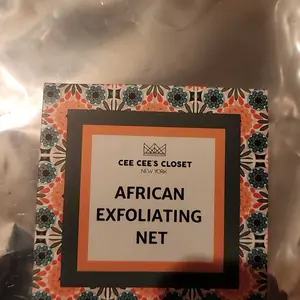 CEE CEE'S CLOSET
NEW YORK
AFRICAN
EXFOLIATING
NET